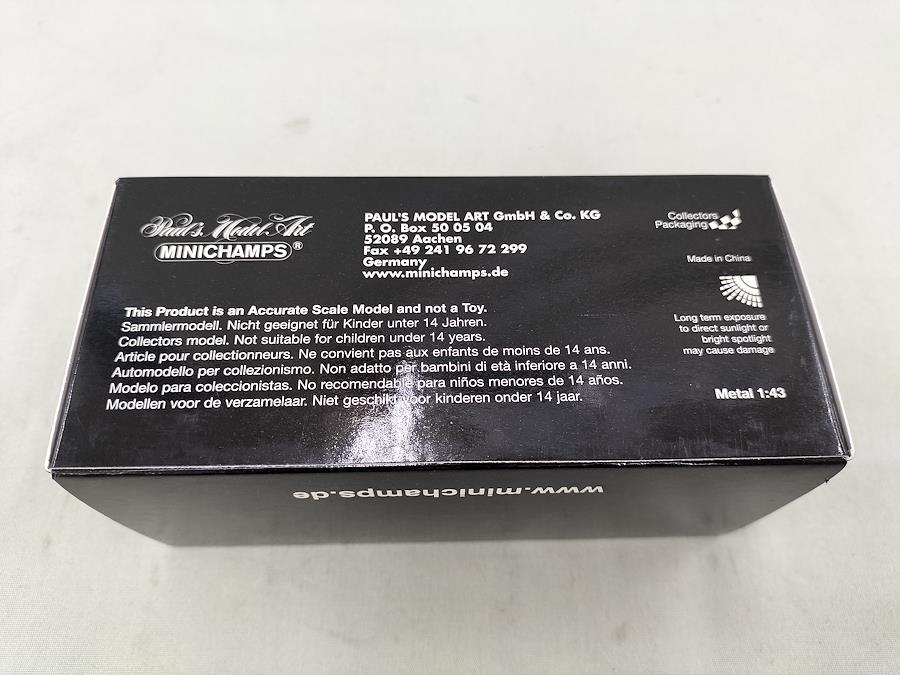 Paul's Model Art
MINICHAMPS®
PAUL'S MODEL ART GmbH & Co. KG
P. O. Box 50 05 04
52089 Aachen
Fax +49 241 96 72 299
Germany
www.minichamps.de
Collectors
Packaging
Made in China
Long term exposure
to direct sunlight or
bright spotlight
may cause damage
Metal 1:43
This Product is an Accurate Scale Model and not a Toy.
Sammlermodell. Nicht geeignet für Kinder unter 14 Jahren.
Collectors model. Not suitable for children under 14 years.
Article pour collectionneurs. Ne convient pas aux enfants de moins de 14 ans.
Automodello per collezionismo. Non adatto per bambini di età inferiore a 14 anni.
Modelo para coleccionistas. No recomendable para niños menores de 14 años.
Modellen voor de verzamelaar. Niet geschikt voor kinderen onder 14 jaar.
www.minichamps.de